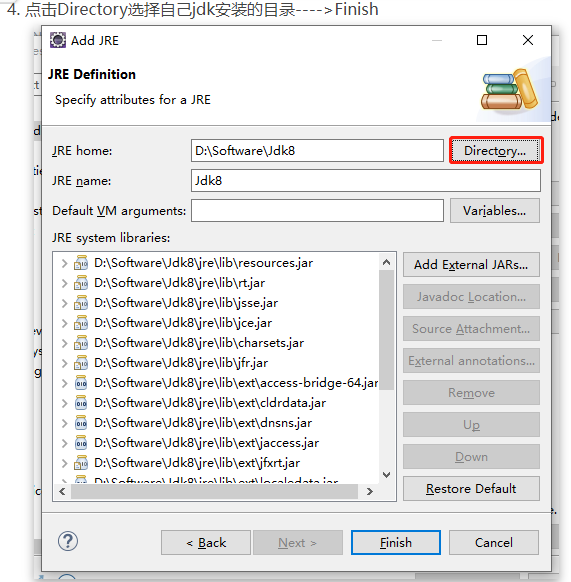 4. 点击Directory选择自己jdk安装的目录---->Finish
Add JRE
JRE Definition
Specify attributes for a JRE
JRE home:
D:\Software\Jdk8
Directory...
JRE name:
Jdk8
Default VM arguments:
Variables...
JRE system libraries:
D:\Software\Jdk8\jre\lib\resources.jar
D:\Software\Jdk8\jre\lib\rt.jar
D:\Software\Jdk8\jre\lib\jsse.jar
D:\Software\Jdk8\jre\lib\jce.jar
D:\Software\Jdk8\jre\lib\charsets.jar
D:\Software\Jdk8\jre\lib\jfr.jar
D:\Software\Jdk8\jre\lib\ext\access-bridge-64.jar
D:\Software\Jdk8\jre\lib\ext\cldrdata.jar
D:\Software\Jdk8\jre\lib\ext\dnsns.jar
D:\Software\Jdk8\jre\lib\ext\jaccess.jar
D:\Software\Jdk8\jre\lib\ext\jfxrt.jar
D:\Software\Jdk8\jre\lib\ext\localedata.jar
Add External JARs...
Javadoc Location...
Source Attachment...
External annotations...
Remove
Up
Down
Restore Default
< Back
Next >
Finish
Cancel